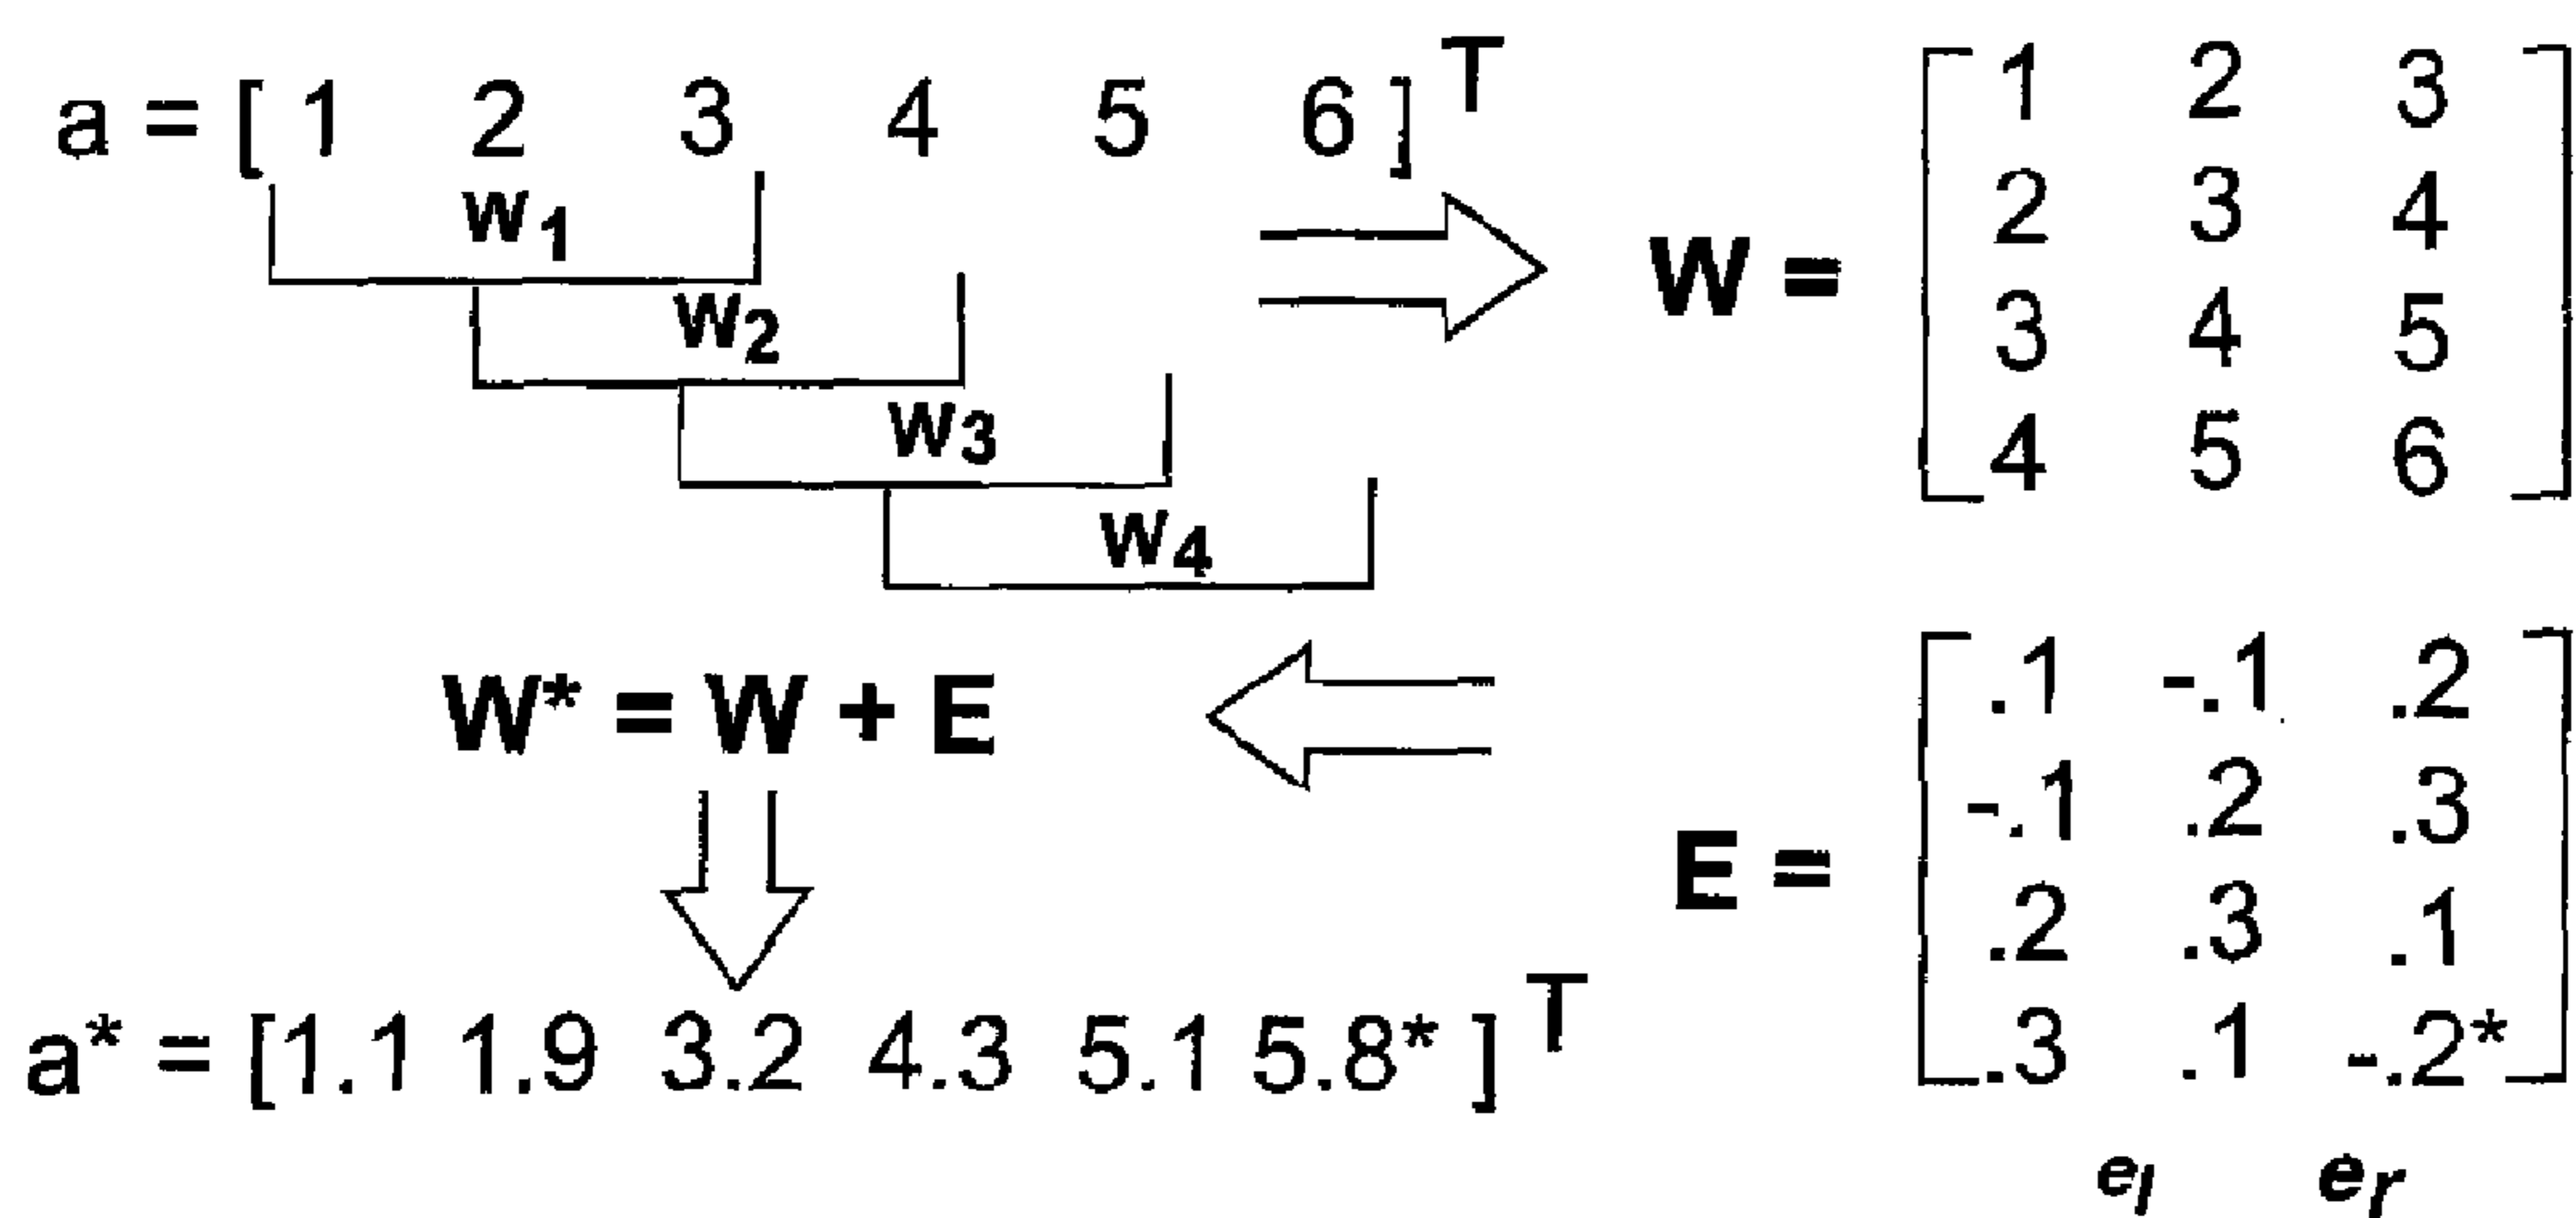 a = [ 1 2 3 4 5 6 ]T
w1
w2
w3
w4
W =
1 2 3
2 3 4
3 4 5
4 5 6
W* = W + E
E =
.1 -.1 .2
-.1 .2 .3
.2 .3 .1
.3 .1 -.2*
el er
a* = [1.1 1.9 3.2 4.3 5.1 5.8* ]T